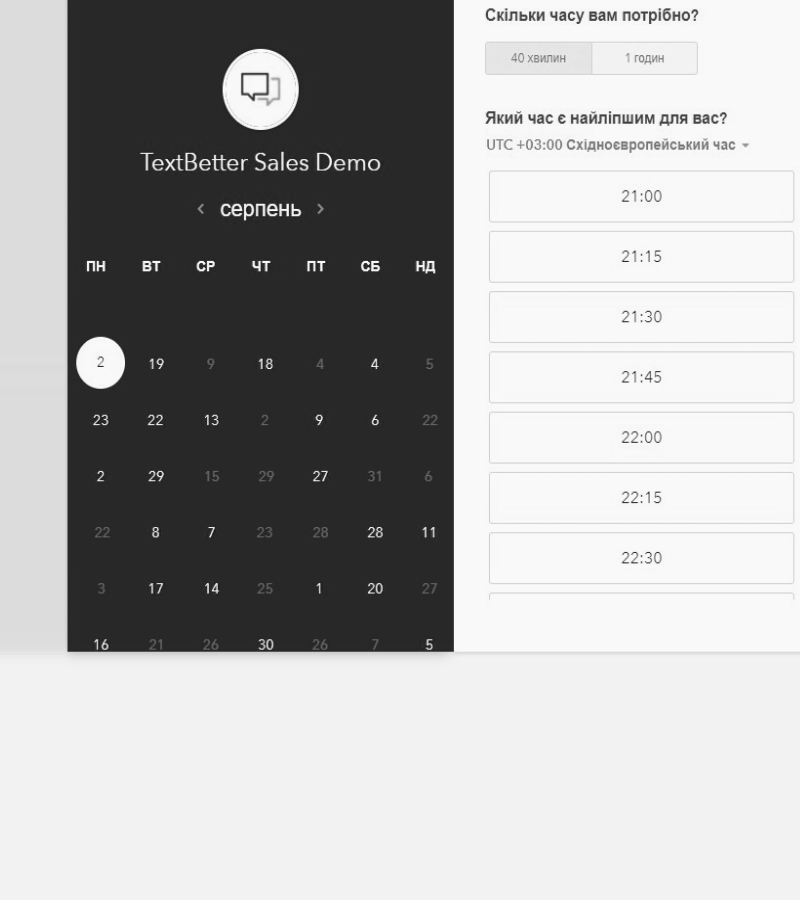 TextBetter Sales Demo
серпень
ПН ВТ СР ЧТ ПТ СБ НД
2 19 9 18 4 4 5
23 22 13 2 9 6 22
2 29 15 29 27 31 6
22 8 7 23 28 28 11
3 17 14 25 1 20 27
16 21 26 30 26 7 5
Скільки часу вам потрібно?
40 хвилин 1 годин
Який час є найліпшим для вас?
UTC +03:00 Східноєвропейський час
21:00
21:15
21:30
21:45
22:00
22:15
22:30